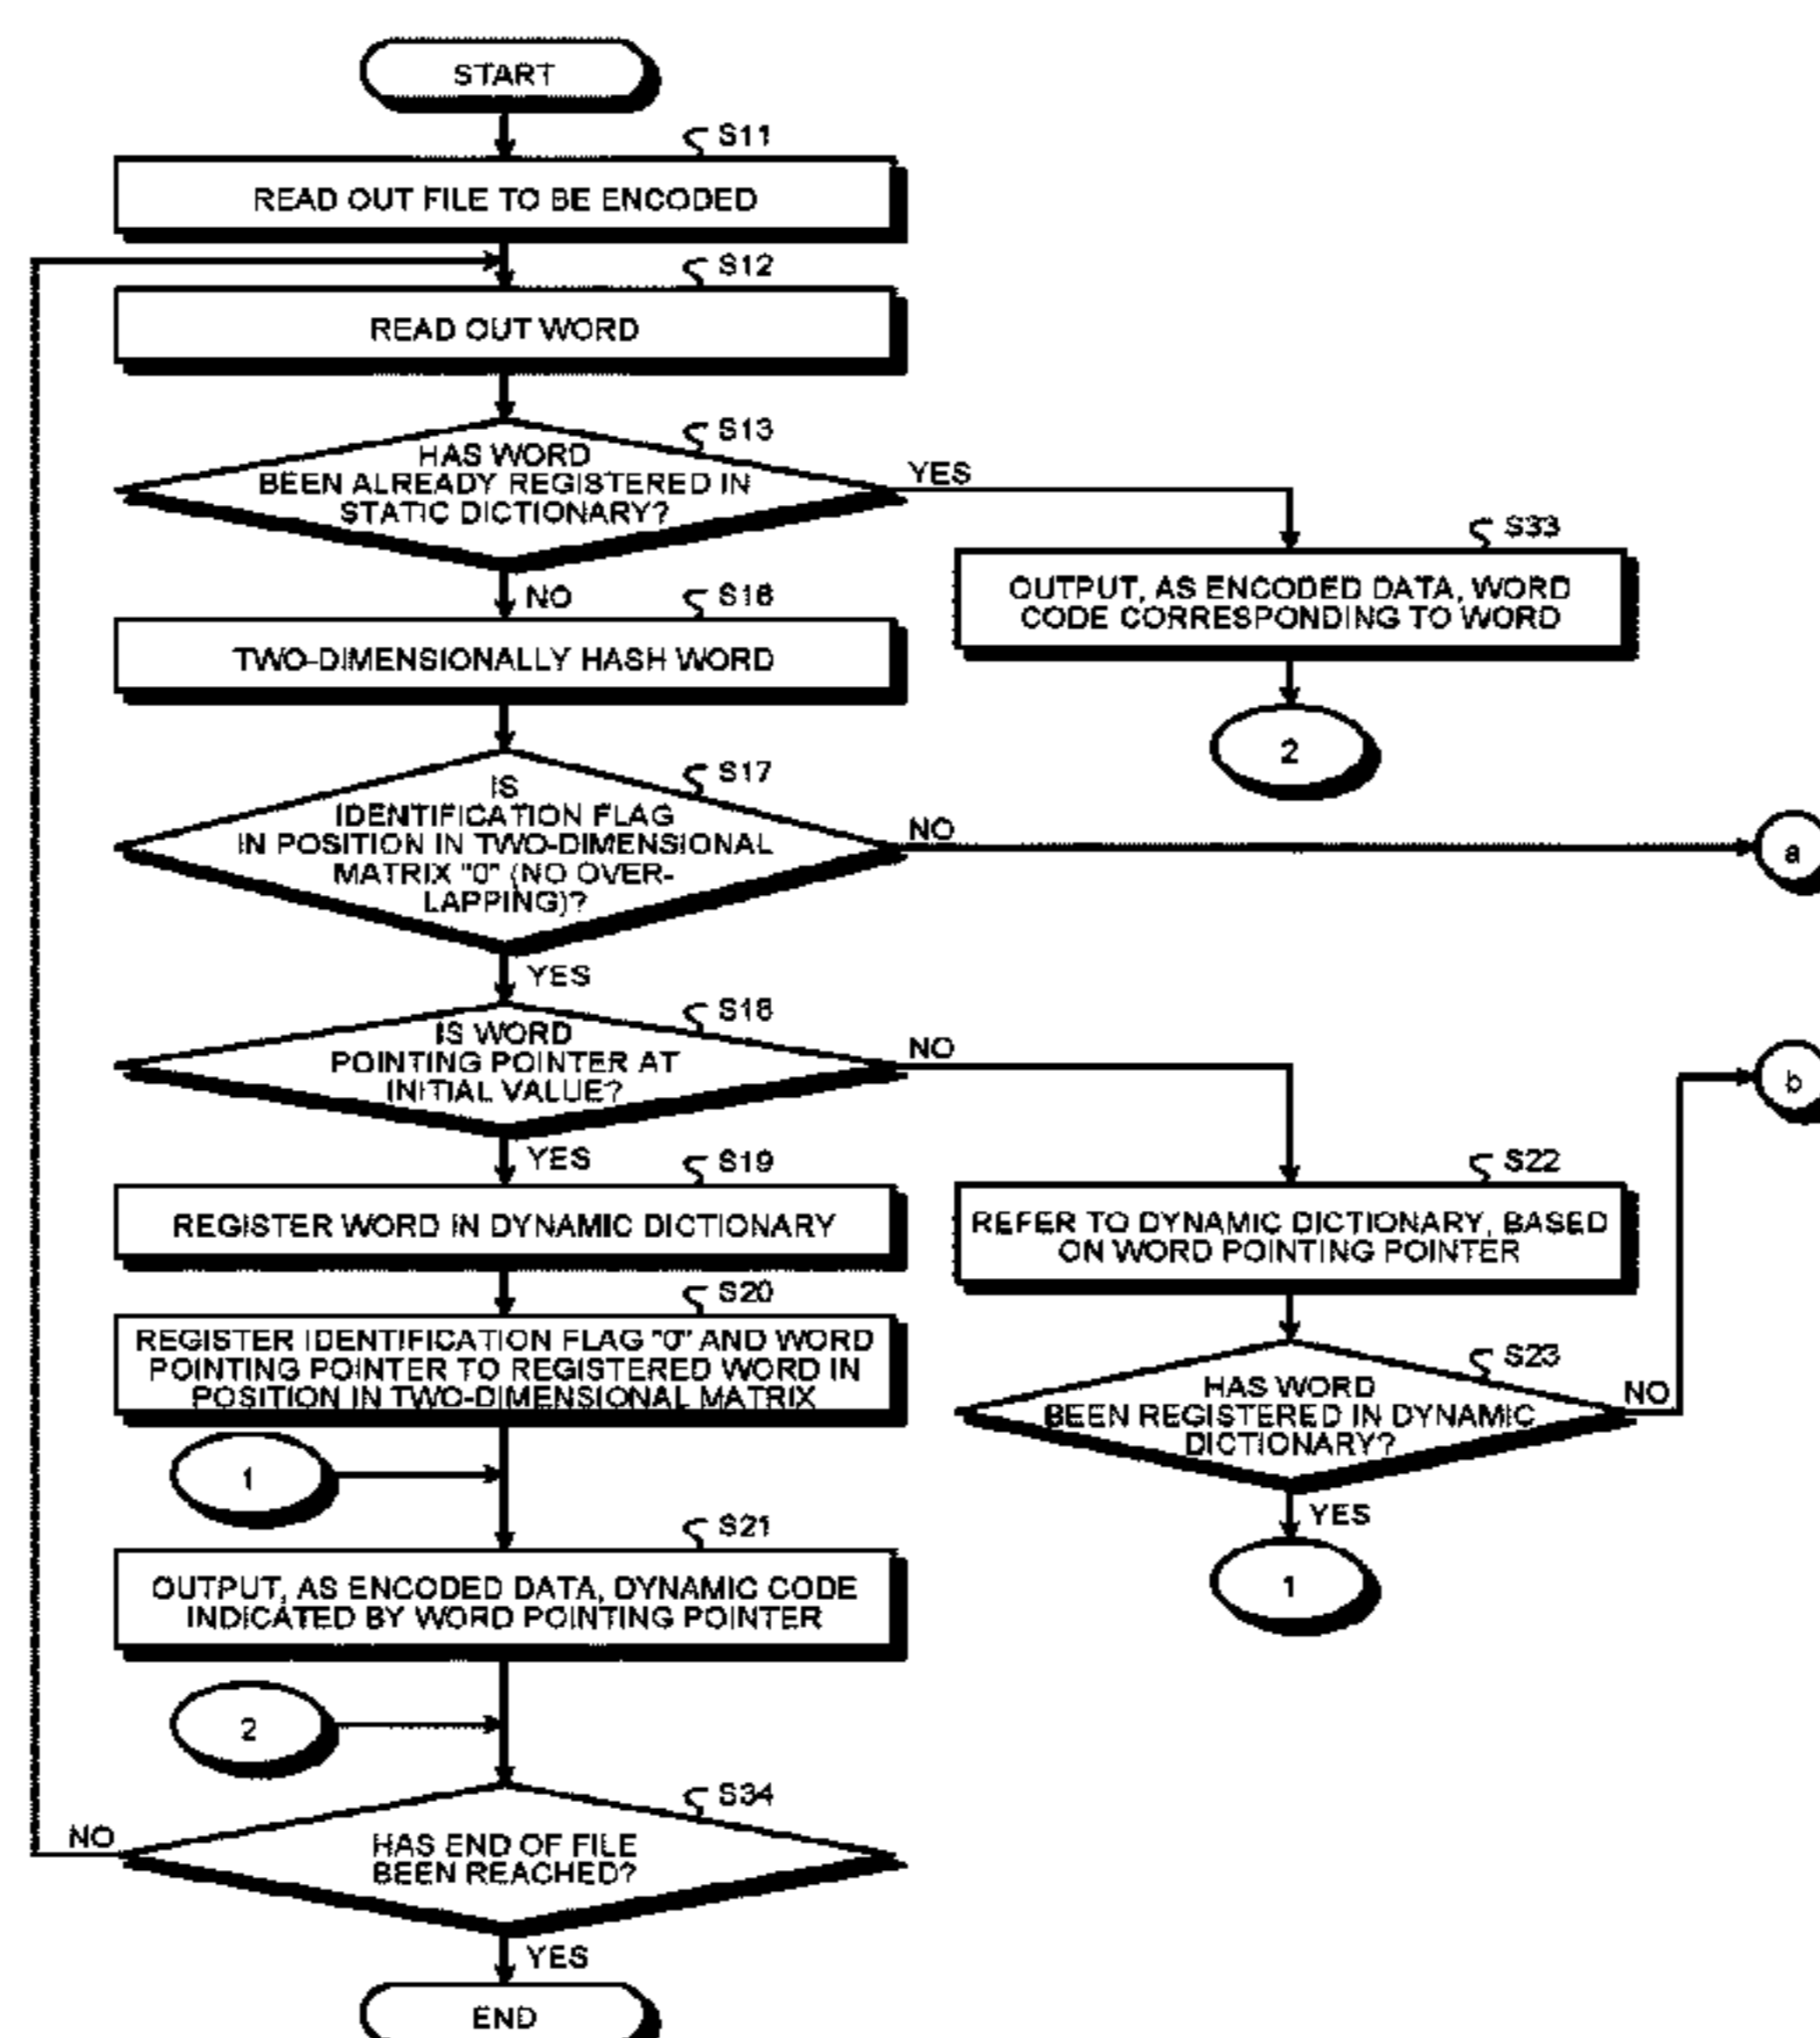 START
S11
READ OUT FILE TO BE ENCODED
S12
READ OUT WORD
S13
HAS WORD
BEEN ALREADY REGISTERED IN
STATIC DICTIONARY?
YES
S33
OUTPUT, AS ENCODED DATA, WORD
CODE CORRESPONDING TO WORD
2
NO
S16
TWO-DIMENSIONALLY HASH WORD
S17
IS
IDENTIFICATION FLAG
IN POSITION IN TWO-DIMENSIONAL
MATRIX "0" (NO OVER-
LAPPING)?
NO
a
YES
S18
IS WORD
POINTING POINTER AT
INITIAL VALUE?
NO
b
YES
S19
REGISTER WORD IN DYNAMIC DICTIONARY
S22
REFER TO DYNAMIC DICTIONARY, BASED
ON WORD POINTING POINTER
S20
REGISTER IDENTIFICATION FLAG "0" AND WORD
POINTING POINTER TO REGISTERED WORD IN
POSITION IN TWO-DIMENSIONAL MATRIX
S23
HAS WORD
BEEN REGISTERED IN DYNAMIC
DICTIONARY?
NO
YES
1
1
S21
OUTPUT, AS ENCODED DATA, DYNAMIC CODE
INDICATED BY WORD POINTING POINTER
2
S34
HAS END OF FILE
BEEN REACHED?
NO
YES
END